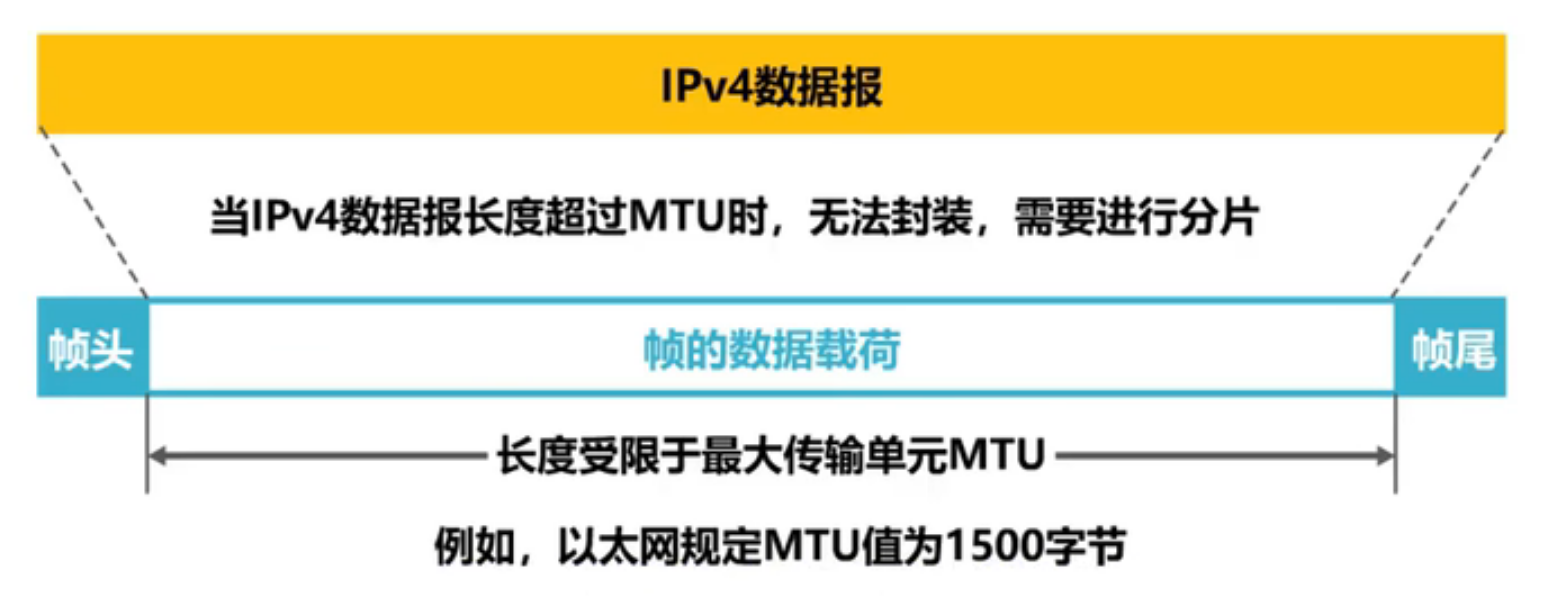 IPv4数据报
当IPv4数据报长度超过MTU时，无法封装，需要进行分片
帧头 帧的数据载荷 帧尾
长度受限于最大传输单元MTU
例如，以太网规定MTU值为1500字节